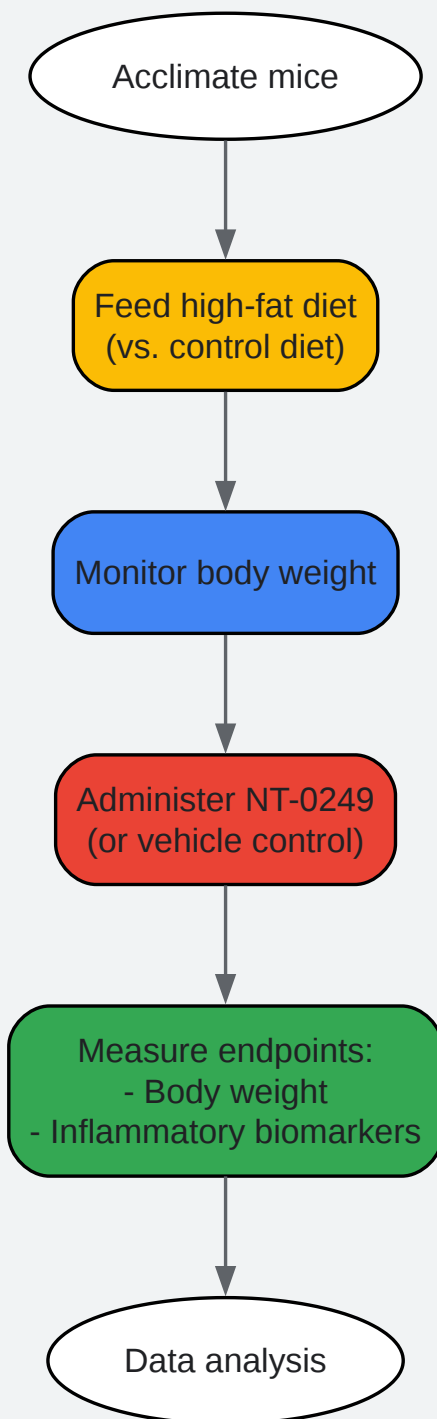 Acclimate mice
Feed high-fat diet
(vs. control diet)
Monitor body weight
Administer NT-0249
(or vehicle control)
Measure endpoints:
- Body weight
- Inflammatory biomarkers
Data analysis